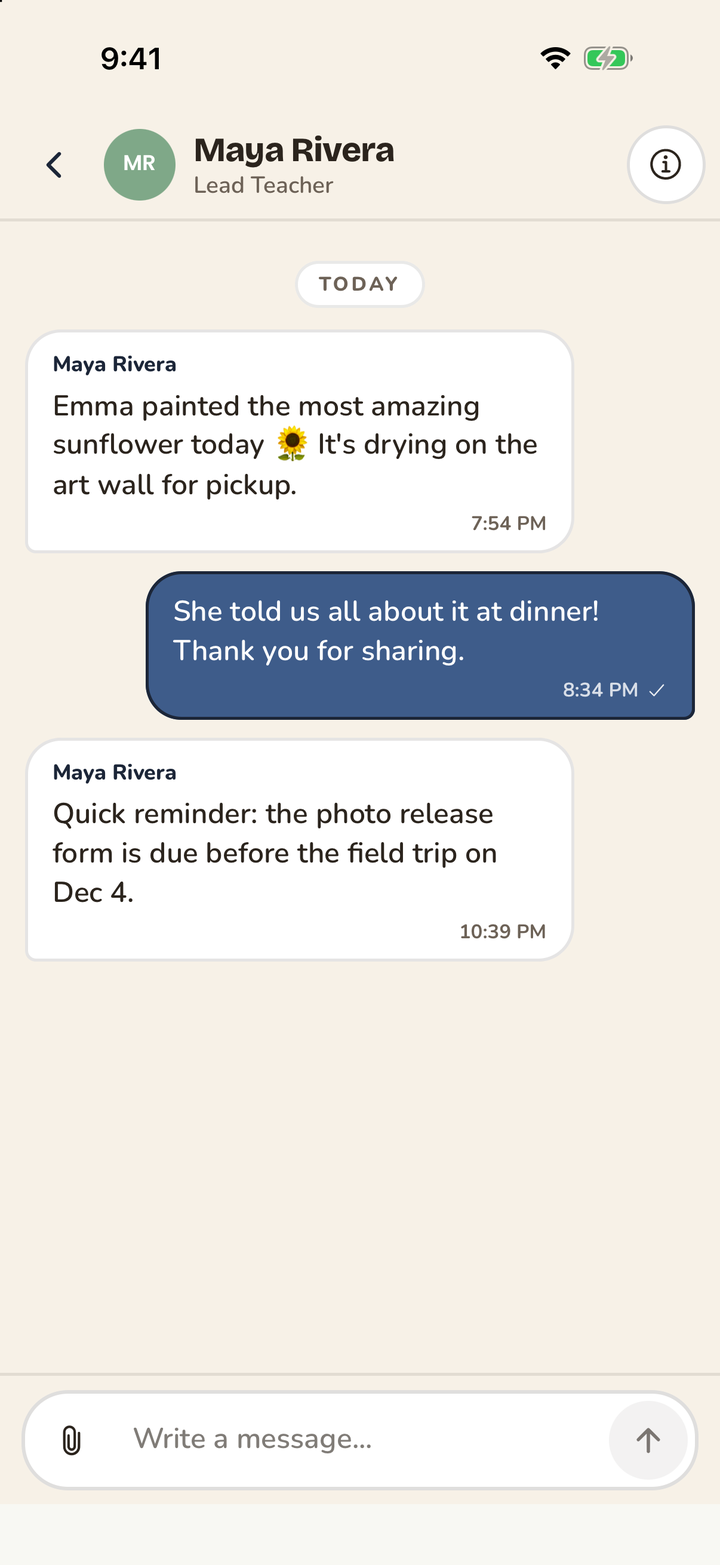 9:41
MR
Maya Rivera
Lead Teacher
TODAY
Maya Rivera
Emma painted the most amazing
sunflower today 🌻 It's drying on the
art wall for pickup.
7:54 PM
She told us all about it at dinner!
Thank you for sharing.
8:34 PM ✓
Maya Rivera
Quick reminder: the photo release
form is due before the field trip on
Dec 4.
10:39 PM
Write a message...